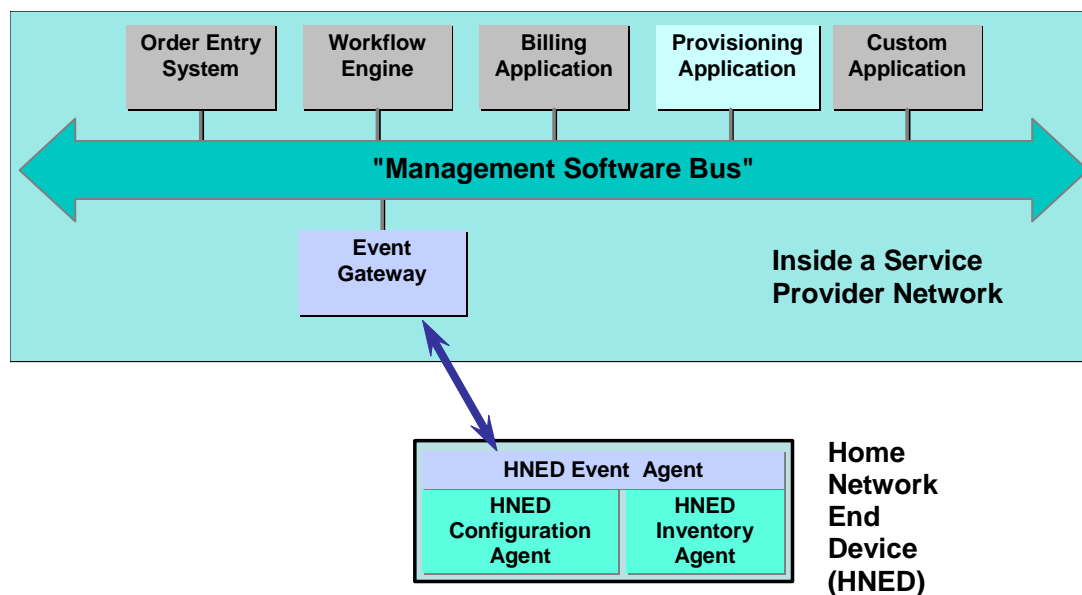 Order Entry
System
Workflow
Engine
Billing
Application
Provisioning
Application
Custom
Application
"Management Software Bus"
Event
Gateway
Inside a Service
Provider Network
HNED Event Agent
HNED
Configuration
Agent
HNED
Inventory
Agent
Home
Network
End
Device
(HNED)